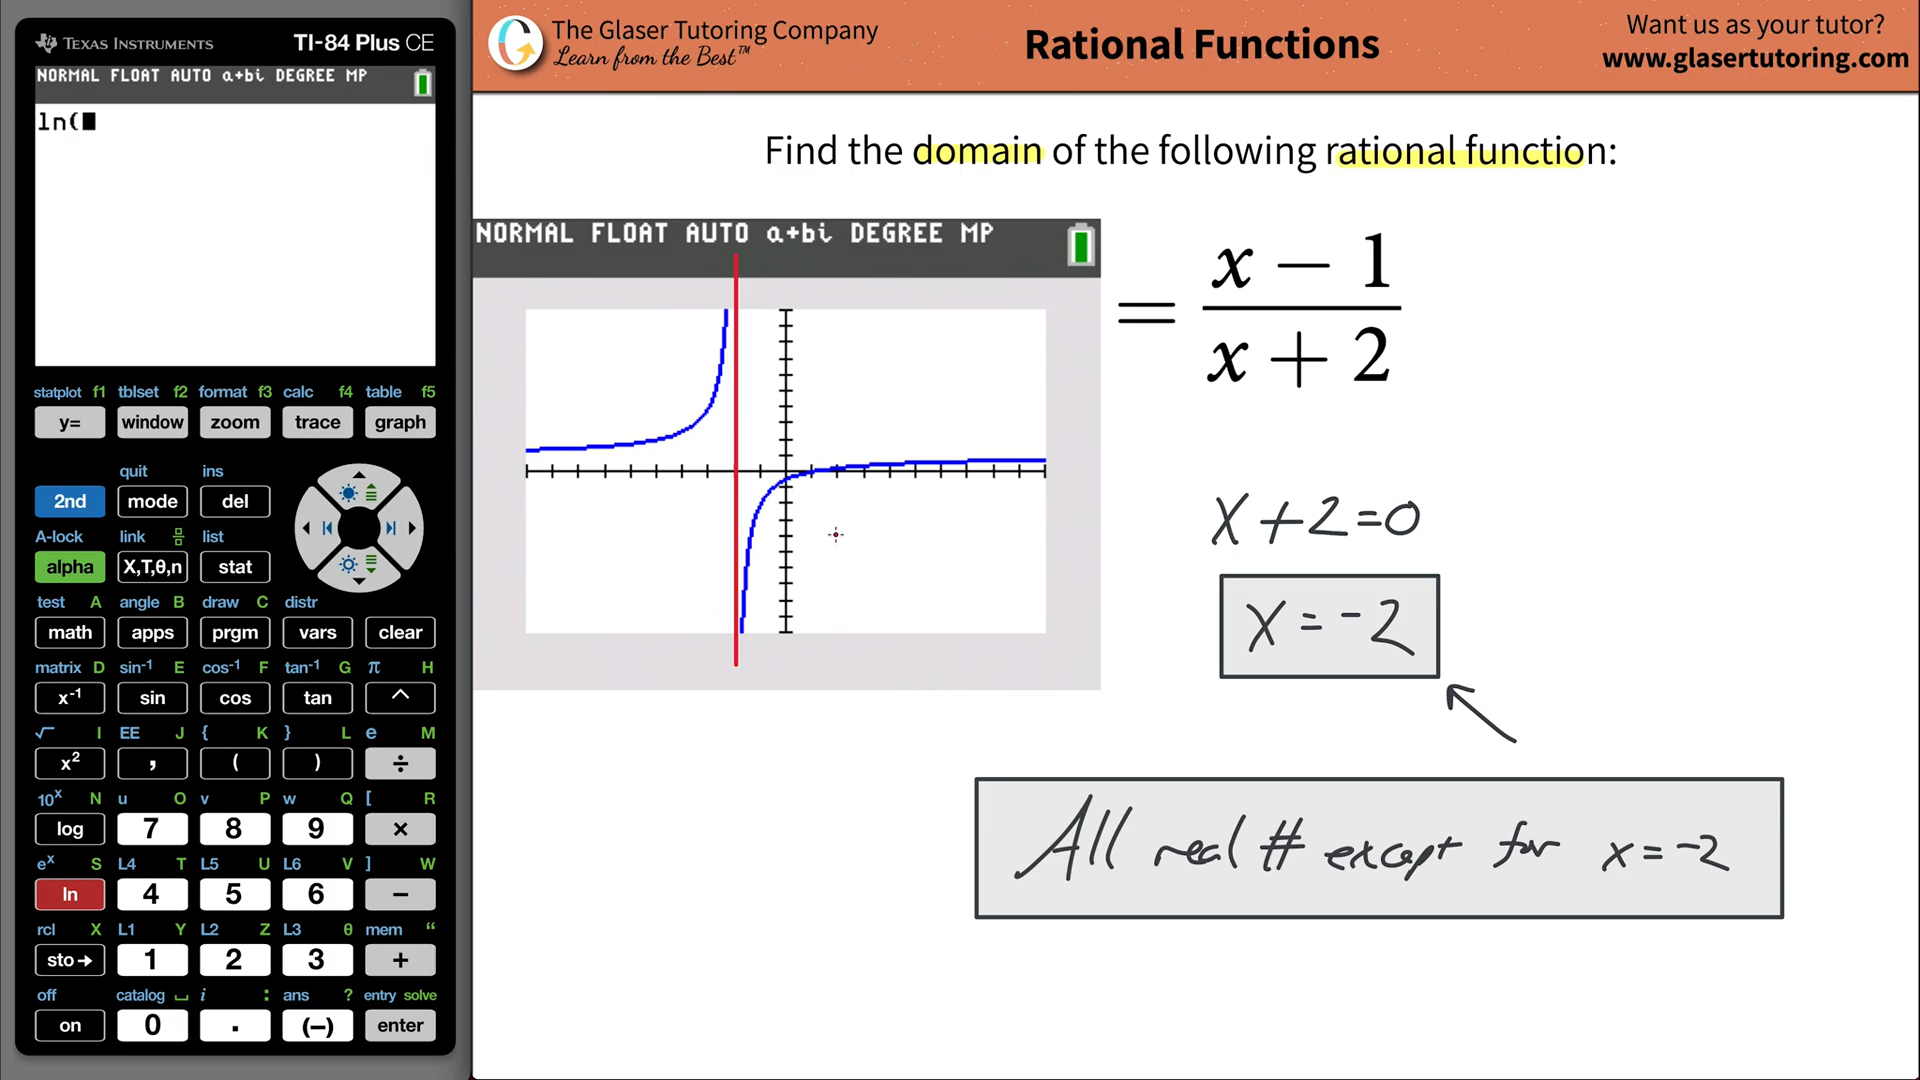 TEXAS INSTRUMENTS TI-84 Plus CE
NORMAL FLOAT AUTO a+bi DEGREE MP
ln(
statplot f1 tblset f2 format f3 calc f4 table f5
y= window zoom trace graph
quit ins
2nd mode del
A-lock link list
alpha X,T,θ,n stat
test A angle B draw C distr
math apps prgm vars clear
matrix D sin-1 E cos-1 F tan-1 G π H
x-1 sin cos tan ^
√ I EE J { K } L e M
x2 , ( ) ÷
10x N u O v P w Q [ R
log 7 8 9 ×
ex S L4 T L5 U L6 V ] W
ln 4 5 6 −
rcl X L1 Y L2 Z L3 θ mem “
sto→ 1 2 3 +
off catalog ⎵ i : ans ? entry solve
on 0 . (−) enter
The Glaser Tutoring Company
Learn from the Best™
Rational Functions
Want us as your tutor?
www.glasertutoring.com
Find the domain of the following rational function:
NORMAL FLOAT AUTO a+bi DEGREE MP
x − 1
=
x + 2
x+2=0
x=-2
All real # except for x=-2